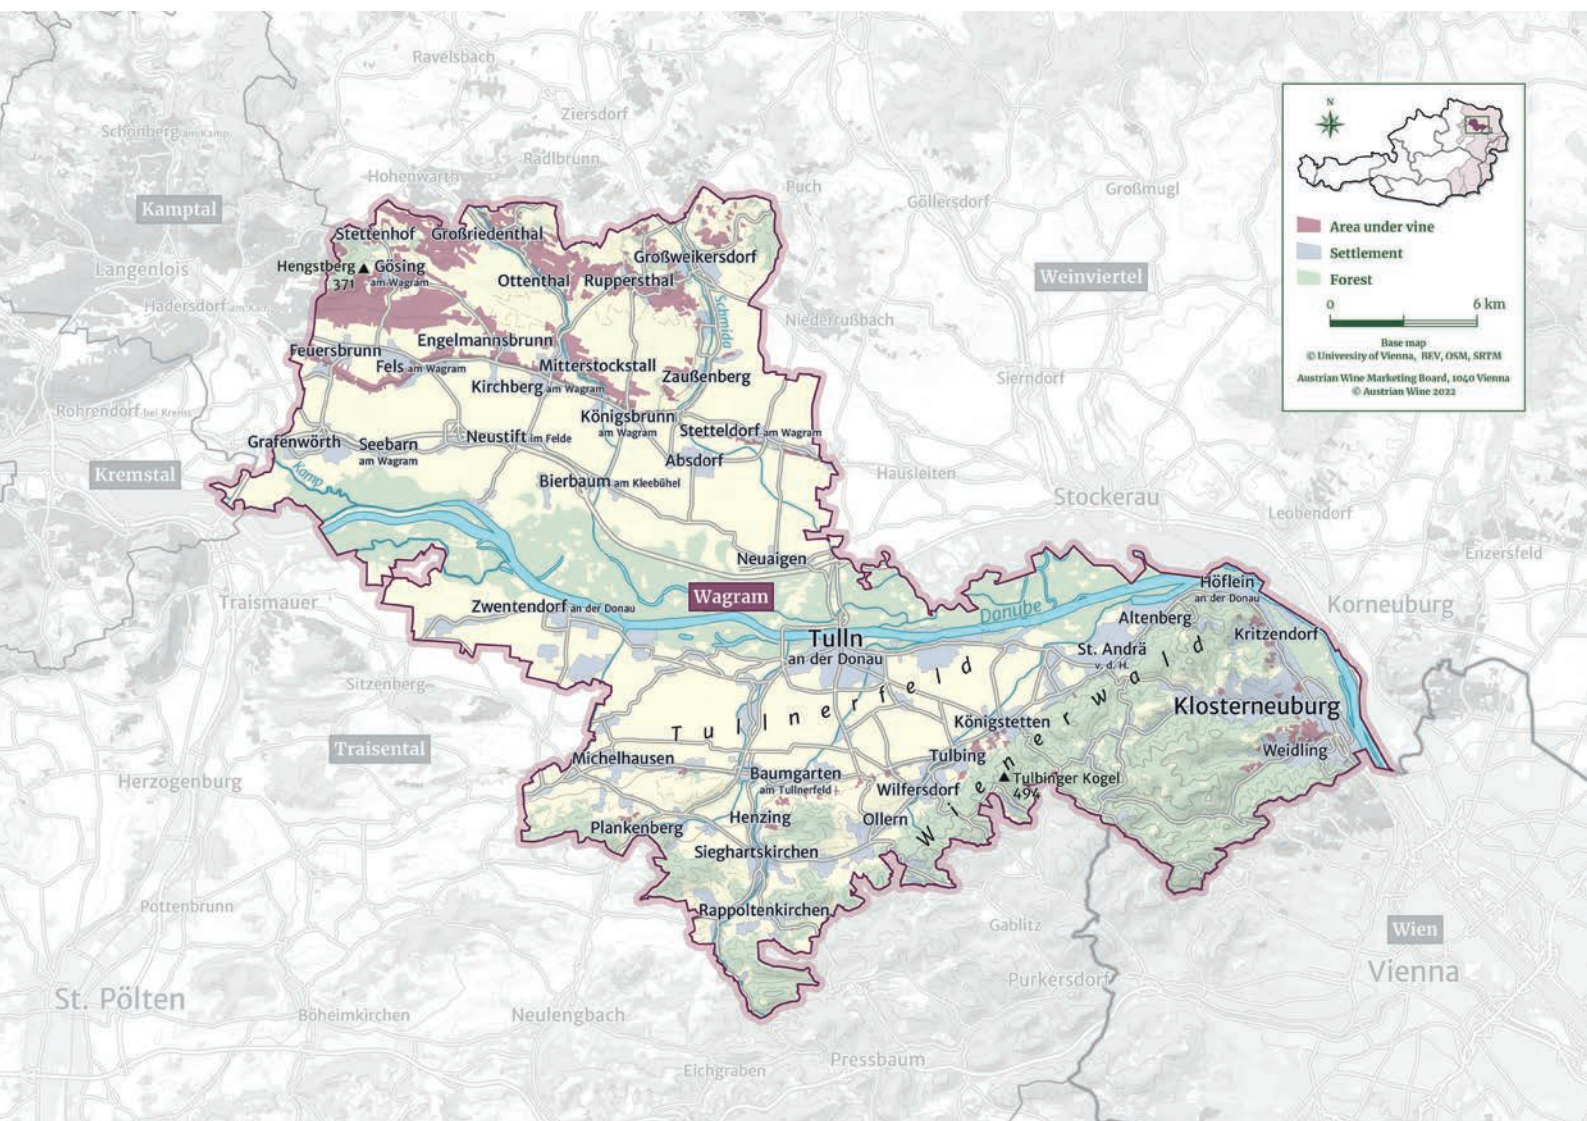 Ravelsbach
Ziersdorf
Schönberg am Kamp
Radlbrunn
Hohenwarth
Puch
Göllersdorf
Großmugl
Kamptal
Stettenhof
Großriedenthal
Großweikersdorf
Langenlois
Hengstberg
371
Gösing
am Wagram
Ottenthal
Ruppersthal
Weinviertel
Hadersdorf am Kamp
Schmida
Niederrußbach
Feuersbrunn
Engelmannsbrunn
Fels am Wagram
Mitterstockstall
Zaußenberg
Kirchberg am Wagram
Sierndorf
Rohrendorf bei Krems
Königsbrunn
am Wagram
Stetteldorf am Wagram
Grafenwörth
Seebarn
am Wagram
Neustift im Felde
Absdorf
Kremstal
Kamp
Bierbaum am Kleebühel
Hausleiten
Stockerau
Leobendorf
Enzersfeld
Neuaigen
Wagram
Traismauer
Zwentendorf an der Donau
Danube
Höflein
an der Donau
Korneuburg
Altenberg
Kritzendorf
Tulln
an der Donau
St. Andrä
v. d. H.
Sitzenberg
Tullnerfeld
Wienerwald
Klosterneuburg
Königstetten
Traisental
Weidling
Michelhausen
Tulbing
Herzogenburg
Baumgarten
am Tullnerfeld
Wilfersdorf
Tulbinger Kogel
494
Plankenberg
Henzing
Ollern
Sieghartskirchen
Pottenbrunn
Rappoltenkirchen
Gablitz
Wien
Vienna
Purkersdorf
St. Pölten
Böheimkirchen
Neulengbach
Pressbaum
Eichgraben
N
Area under vine
Settlement
Forest
0 6 km
Base map
© University of Vienna, BEV, OSM, SRTM
Austrian Wine Marketing Board, 1040 Vienna
© Austrian Wine 2022